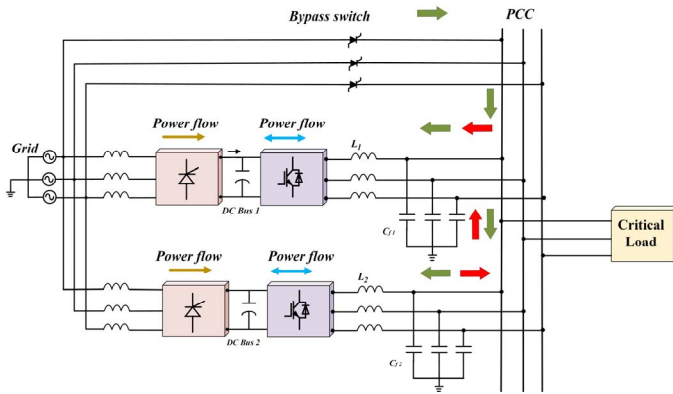 Bypass switch
PCC
Power flow
Power flow
Grid
L1
DC Bus 1
Cf1
Critical
Load
Power flow
Power flow
L2
DC Bus 2
Cf2